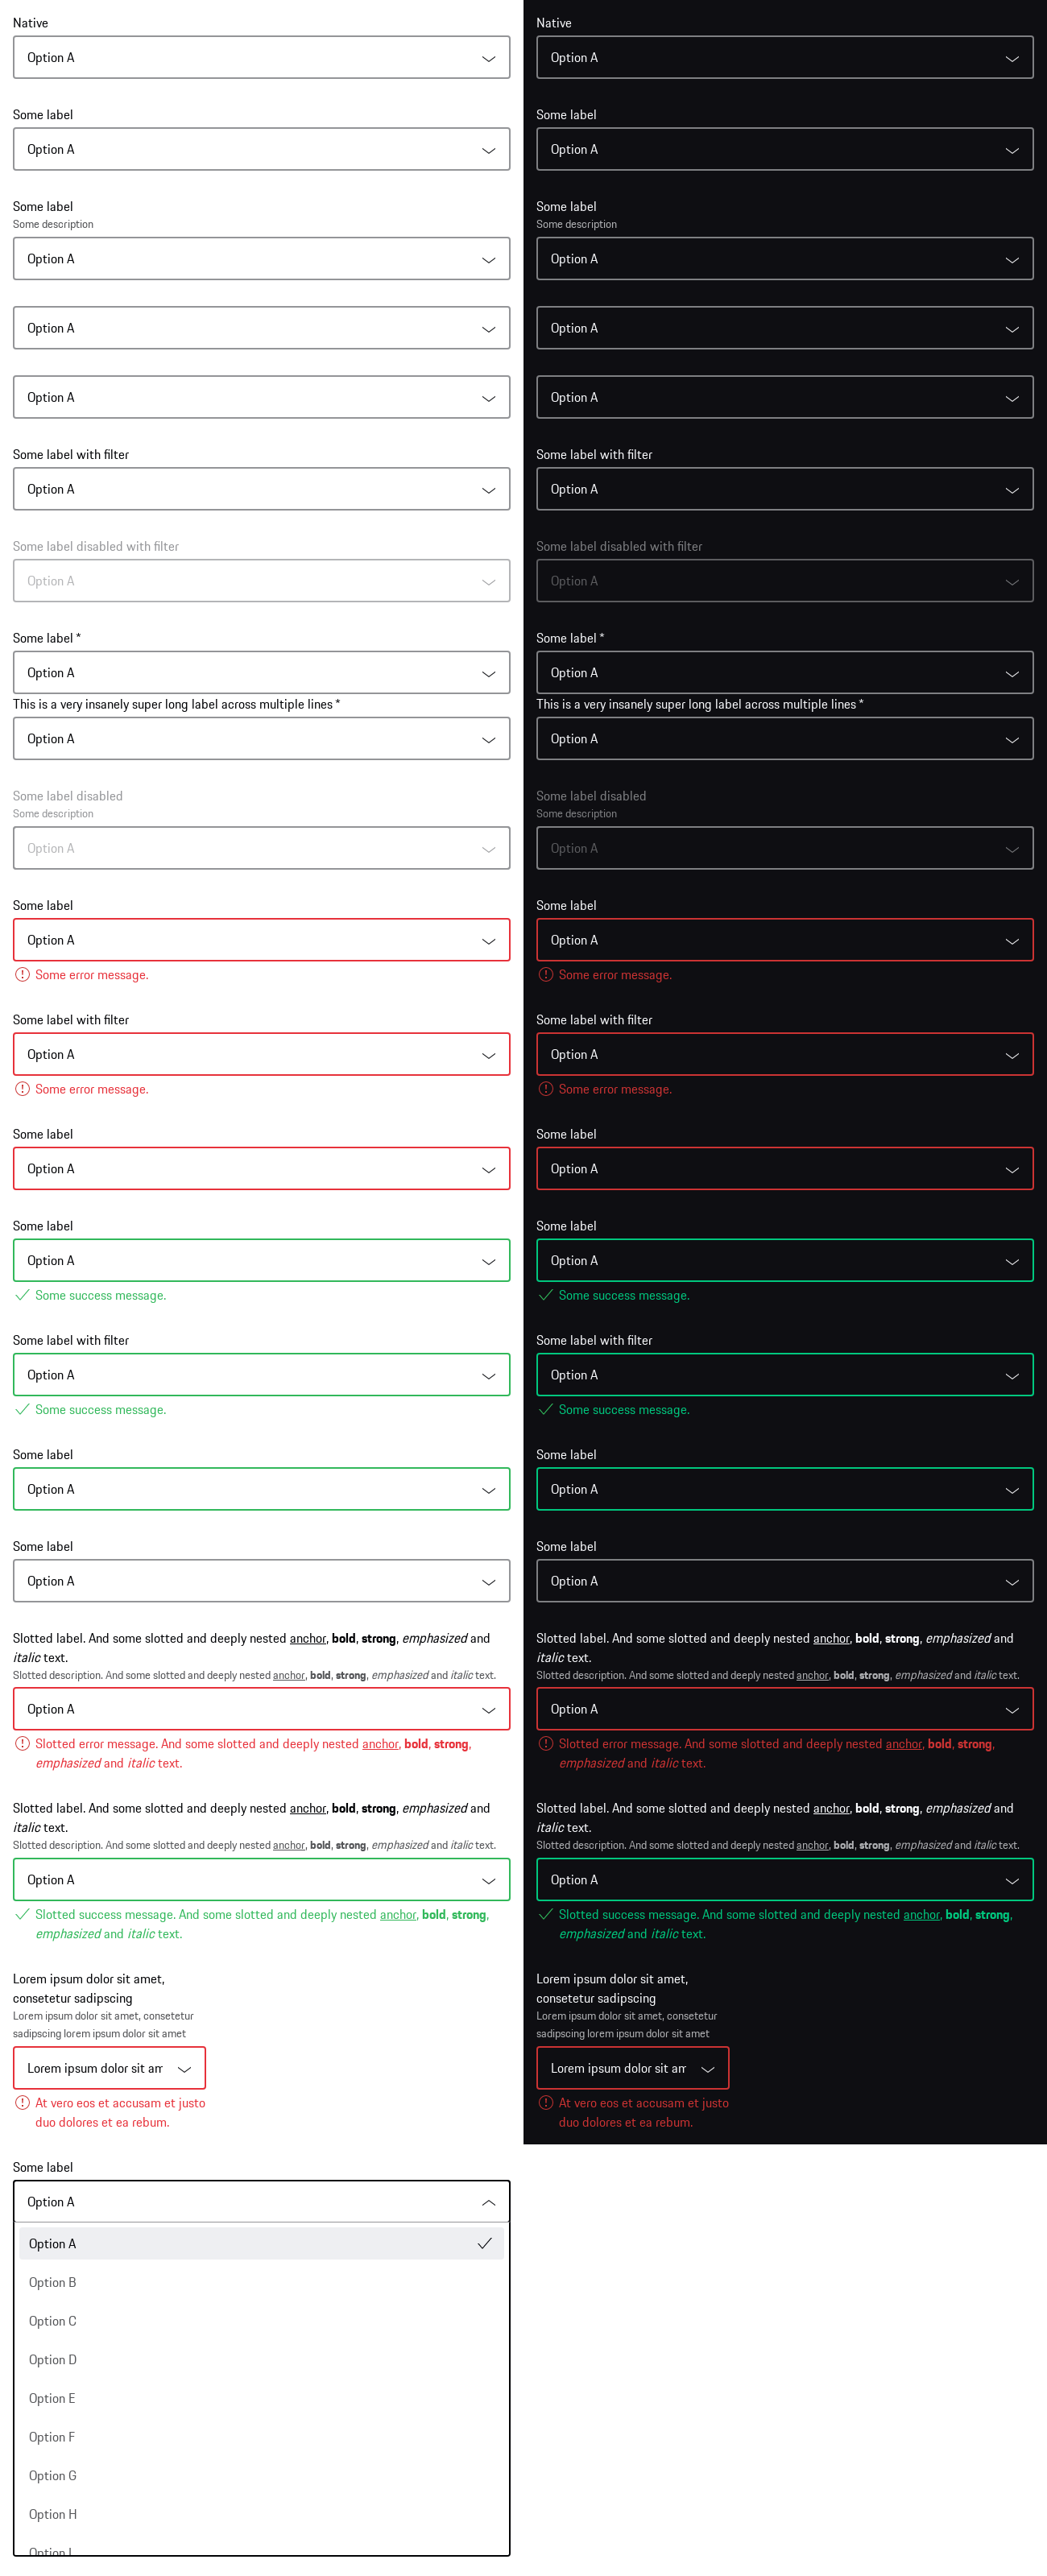 Native
Option A
Some label
Option A
Some label
Some description
Option A
Option A
Option A
Some label with filter
Option A
Some label disabled with filter
Option A
Some label *
Option A
This is a very insanely super long label across multiple lines *
Option A
Some label disabled
Some description
Option A
Some label
Option A
Some error message.
Some label with filter
Option A
Some error message.
Some label
Option A
Some label
Option A
Some success message.
Some label with filter
Option A
Some success message.
Some label
Option A
Some label
Option A
Slotted label. And some slotted and deeply nested anchor, bold, strong, emphasized and
italic text.
Slotted description. And some slotted and deeply nested anchor, bold, strong, emphasized and italic text.
Option A
Slotted error message. And some slotted and deeply nested anchor, bold, strong,
emphasized and italic text.
Slotted label. And some slotted and deeply nested anchor, bold, strong, emphasized and
italic text.
Slotted description. And some slotted and deeply nested anchor, bold, strong, emphasized and italic text.
Option A
Slotted success message. And some slotted and deeply nested anchor, bold, strong,
emphasized and italic text.
Lorem ipsum dolor sit amet,
consetetur sadipscing
Lorem ipsum dolor sit amet, consetetur
sadipscing lorem ipsum dolor sit amet
Lorem ipsum dolor sit am
At vero eos et accusam et justo
duo dolores et ea rebum.
Some label
Option A
Option A
Option B
Option C
Option D
Option E
Option F
Option G
Option H
Option I
Native
Option A
Some label
Option A
Some label
Some description
Option A
Option A
Option A
Some label with filter
Option A
Some label disabled with filter
Option A
Some label *
Option A
This is a very insanely super long label across multiple lines *
Option A
Some label disabled
Some description
Option A
Some label
Option A
Some error message.
Some label with filter
Option A
Some error message.
Some label
Option A
Some label
Option A
Some success message.
Some label with filter
Option A
Some success message.
Some label
Option A
Some label
Option A
Slotted label. And some slotted and deeply nested anchor, bold, strong, emphasized and
italic text.
Slotted description. And some slotted and deeply nested anchor, bold, strong, emphasized and italic text.
Option A
Slotted error message. And some slotted and deeply nested anchor, bold, strong,
emphasized and italic text.
Slotted label. And some slotted and deeply nested anchor, bold, strong, emphasized and
italic text.
Slotted description. And some slotted and deeply nested anchor, bold, strong, emphasized and italic text.
Option A
Slotted success message. And some slotted and deeply nested anchor, bold, strong,
emphasized and italic text.
Lorem ipsum dolor sit amet,
consetetur sadipscing
Lorem ipsum dolor sit amet, consetetur
sadipscing lorem ipsum dolor sit amet
Lorem ipsum dolor sit am
At vero eos et accusam et justo
duo dolores et ea rebum.